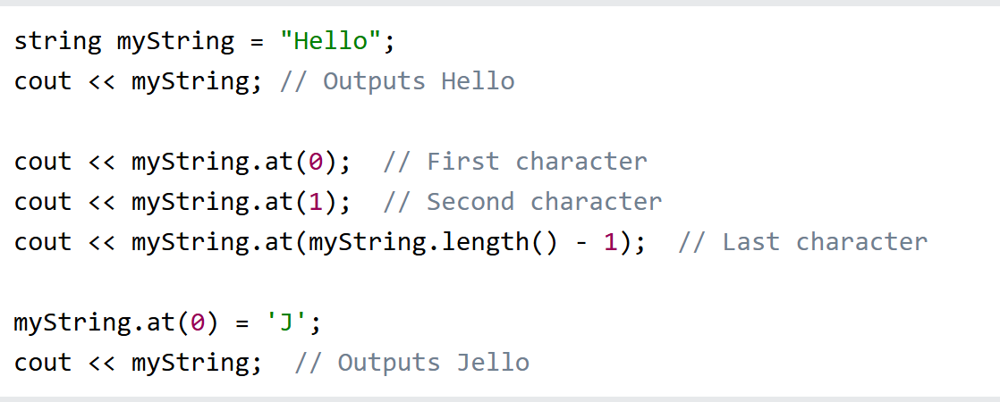 string myString = "Hello";
cout << myString; // Outputs Hello
cout << myString.at(0);  // First character
cout << myString.at(1);  // Second character
cout << myString.at(myString.length() - 1);  // Last character
myString.at(0) = 'J';
cout << myString;  // Outputs Jello